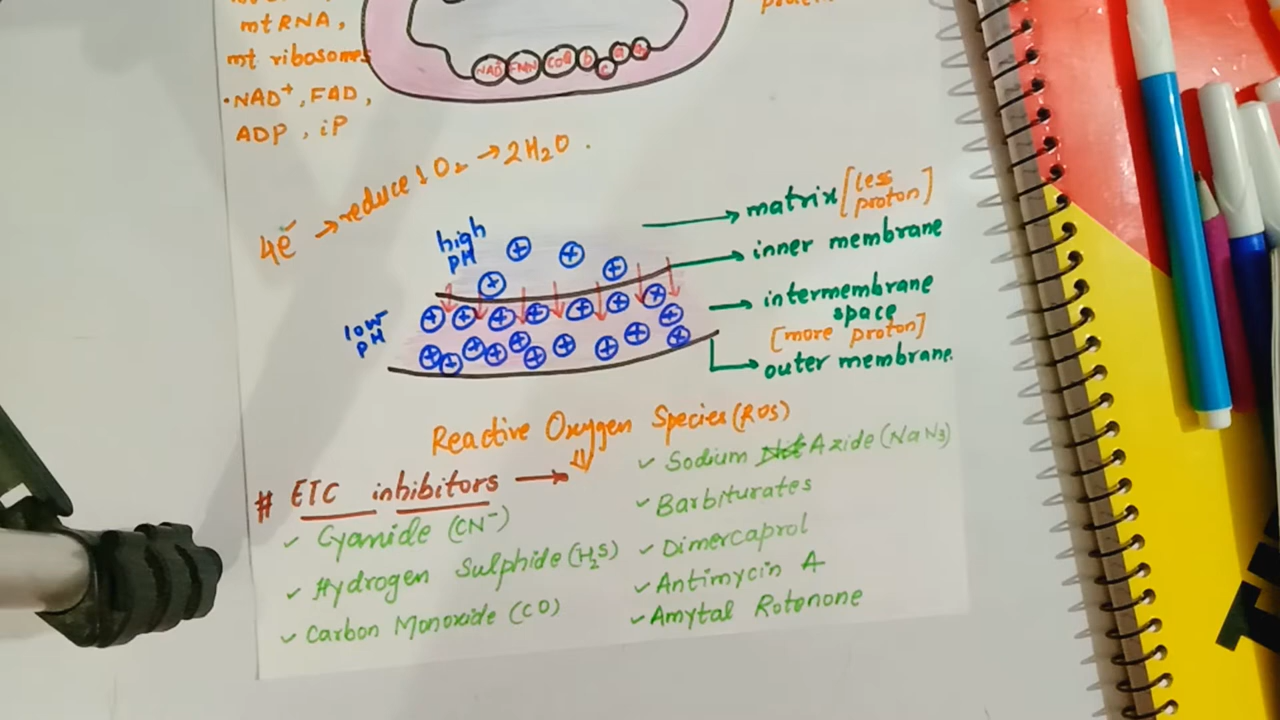 mt RNA,
mt ribosomes
• NAD⁺, FAD,
ADP, iP
NAD FMN COQ b c a a₃
4e⁻ → reduce 1 O₂ → 2H₂O.
high
pH
low
pH
→ matrix [less
proton]
→ inner membrane
→ intermembrane
space
[more proton]
→ outer membrane.
Reactive Oxygen Species (ROS)
# ETC inhibitors →
✓ Cyanide (CN⁻)
✓ Hydrogen Sulphide (H₂S)
✓ Carbon Monoxide (CO)
✓ Sodium Azide (NaN₃)
✓ Barbiturates
✓ Dimercaprol
✓ Antimycin A
✓ Amytal Rotenone